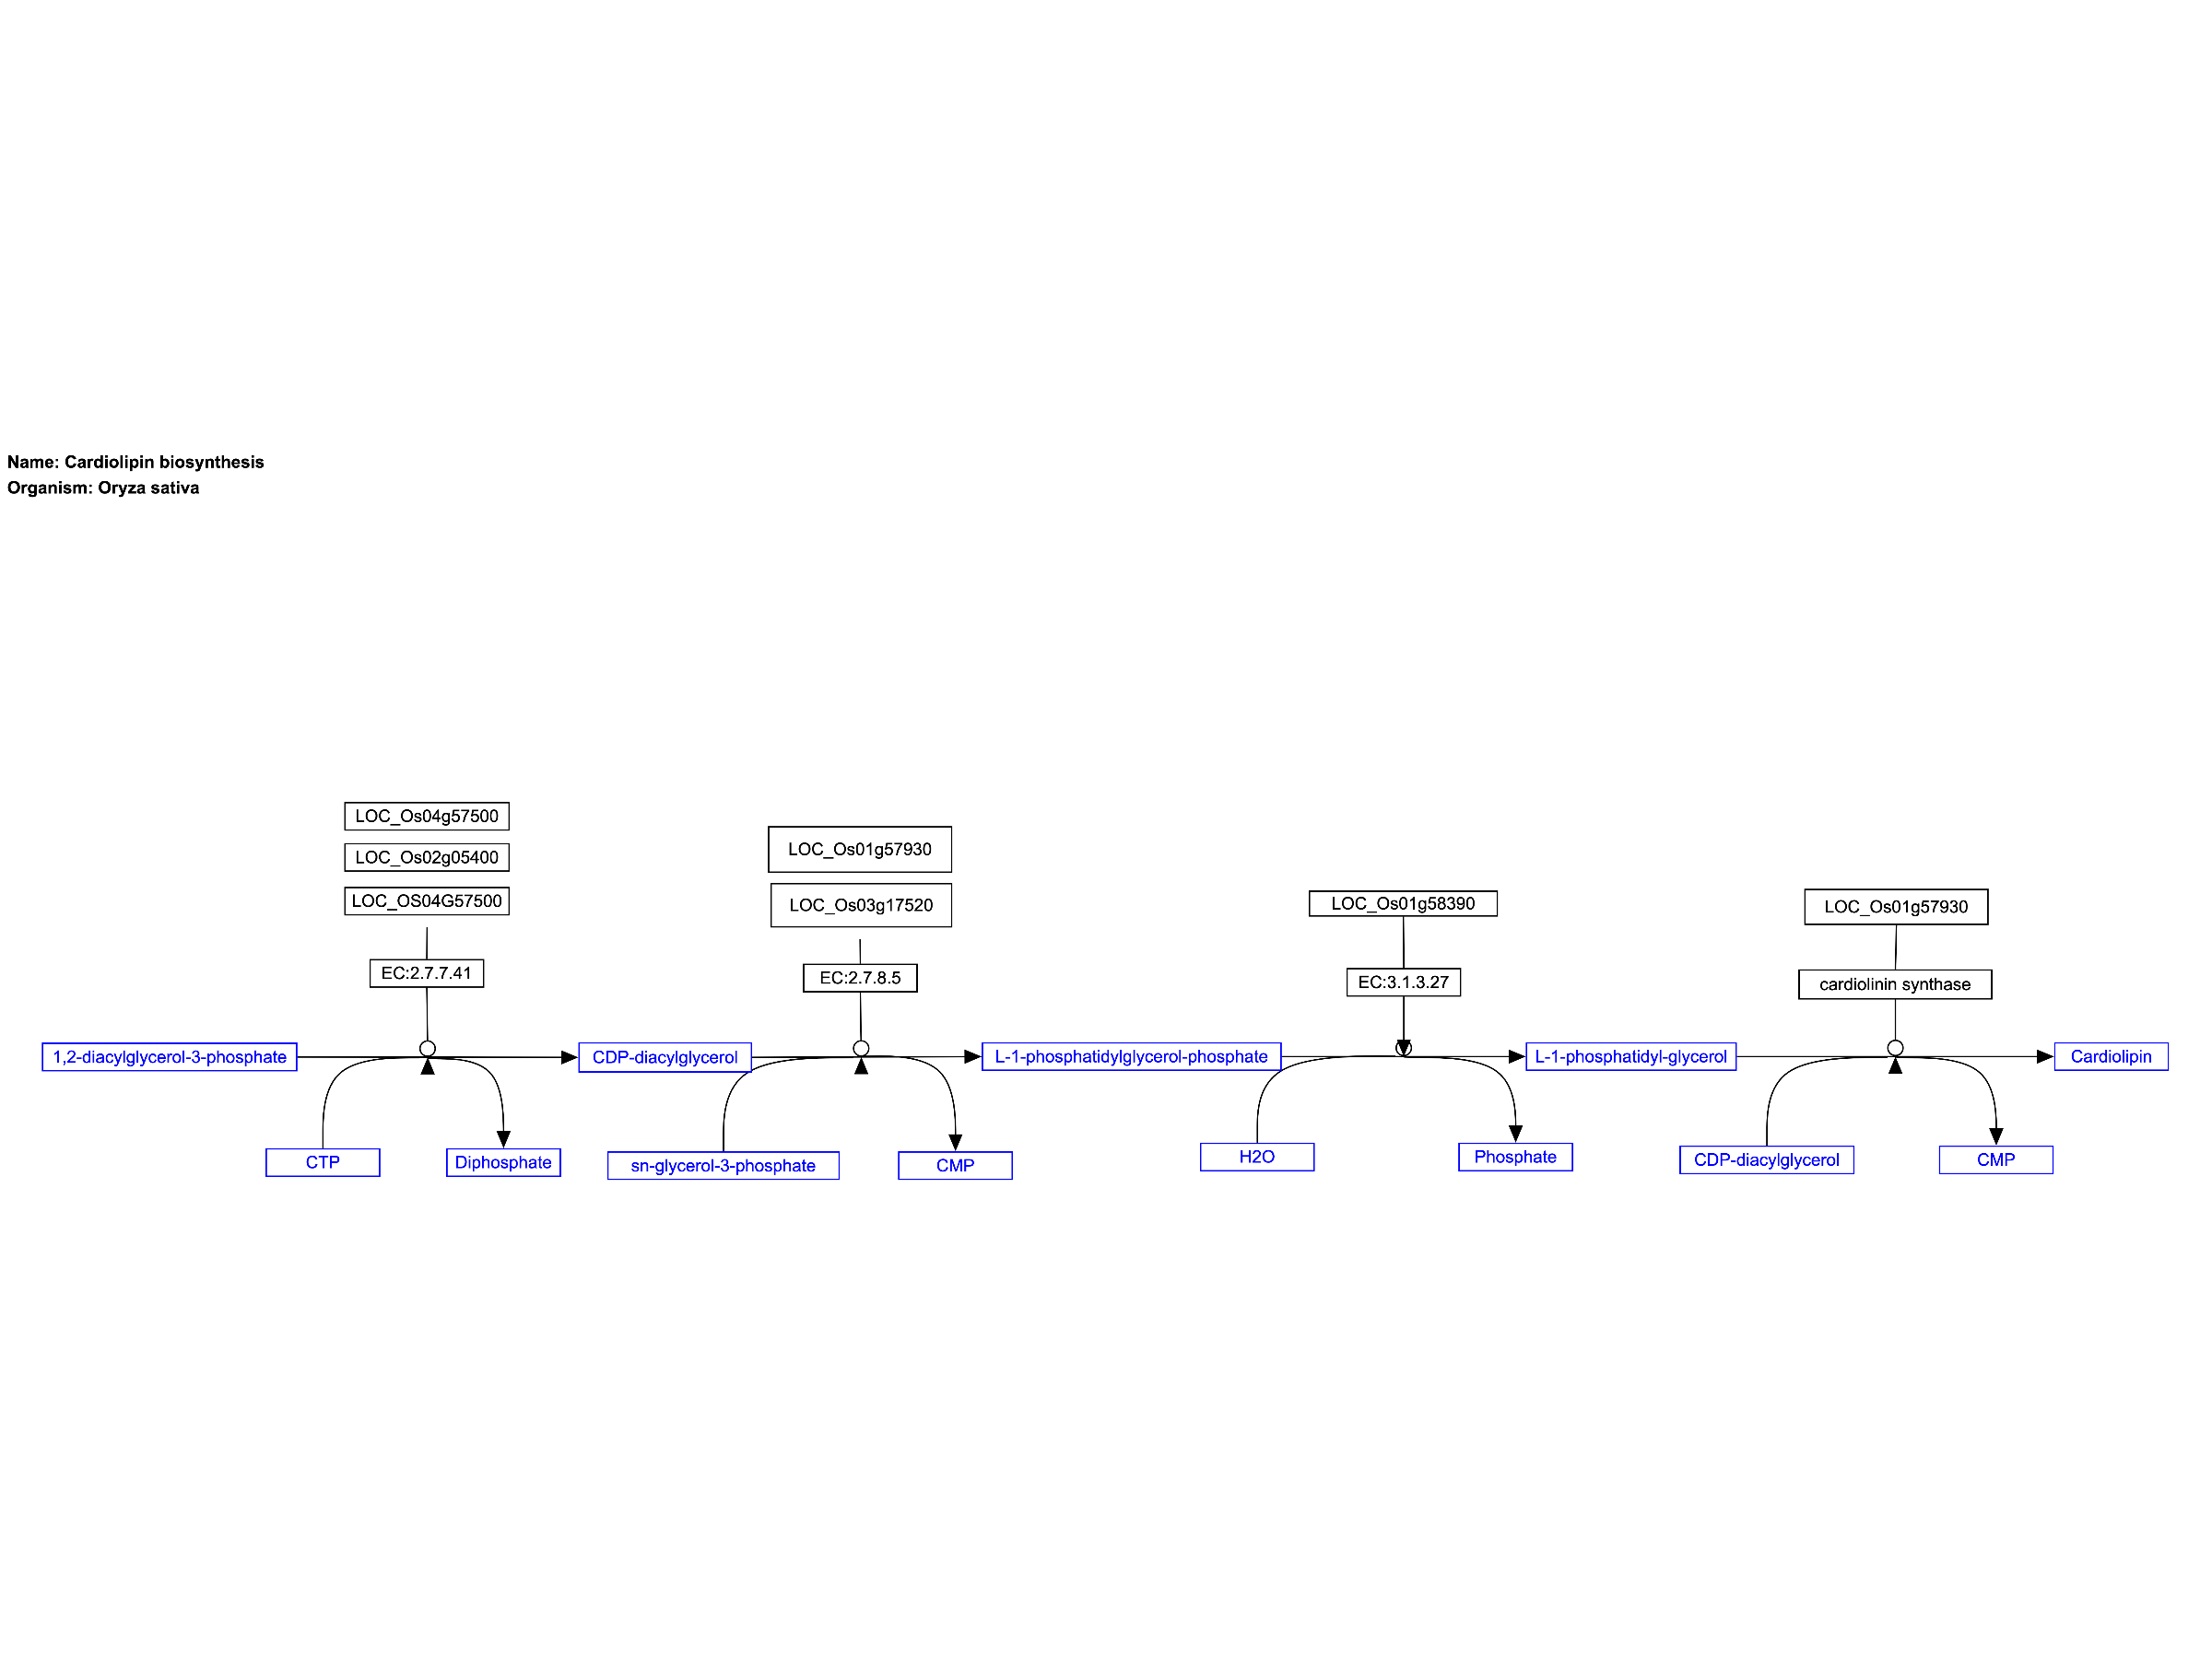 Name: Cardiolipin biosynthesis
Organism: Oryza sativa
LOC_Os04g57500
LOC_Os02g05400
LOC_OS04G57500
EC:2.7.7.41
LOC_Os01g57930
LOC_Os03g17520
EC:2.7.8.5
LOC_Os01g58390
EC:3.1.3.27
LOC_Os01g57930
cardiolinin synthase
1,2-diacylglycerol-3-phosphate
CDP-diacylglycerol
L-1-phosphatidylglycerol-phosphate
L-1-phosphatidyl-glycerol
Cardiolipin
CTP
Diphosphate
sn-glycerol-3-phosphate
CMP
H2O
Phosphate
CDP-diacylglycerol
CMP